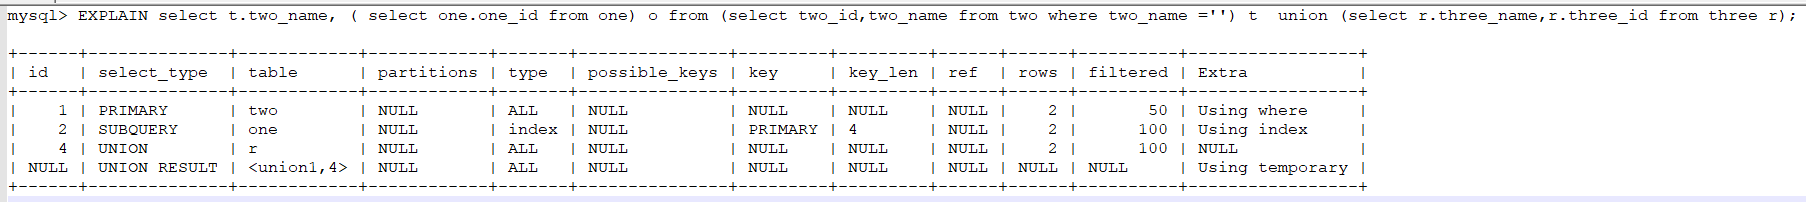 mysql> EXPLAIN select t.two_name, ( select one.one_id from one) o from (select two_id,two_name from two where two_name ='') t  union (select r.three_name,r.three_id from three r);
+------+--------------+------------+------------+-------+---------------+---------+---------+------+------+----------+-----------------+
| id   | select_type  | table      | partitions | type  | possible_keys | key     | key_len | ref  | rows | filtered | Extra           |
+------+--------------+------------+------------+-------+---------------+---------+---------+------+------+----------+-----------------+
|    1 | PRIMARY      | two        | NULL       | ALL   | NULL          | NULL    | NULL    | NULL |    2 |       50 | Using where     |
|    2 | SUBQUERY     | one        | NULL       | index | NULL          | PRIMARY | 4       | NULL |    2 |      100 | Using index     |
|    4 | UNION        | r          | NULL       | ALL   | NULL          | NULL    | NULL    | NULL |    2 |      100 | NULL            |
| NULL | UNION RESULT | <union1,4> | NULL       | ALL   | NULL          | NULL    | NULL    | NULL | NULL | NULL     | Using temporary |
+------+--------------+------------+------------+-------+---------------+---------+---------+------+------+----------+-----------------+